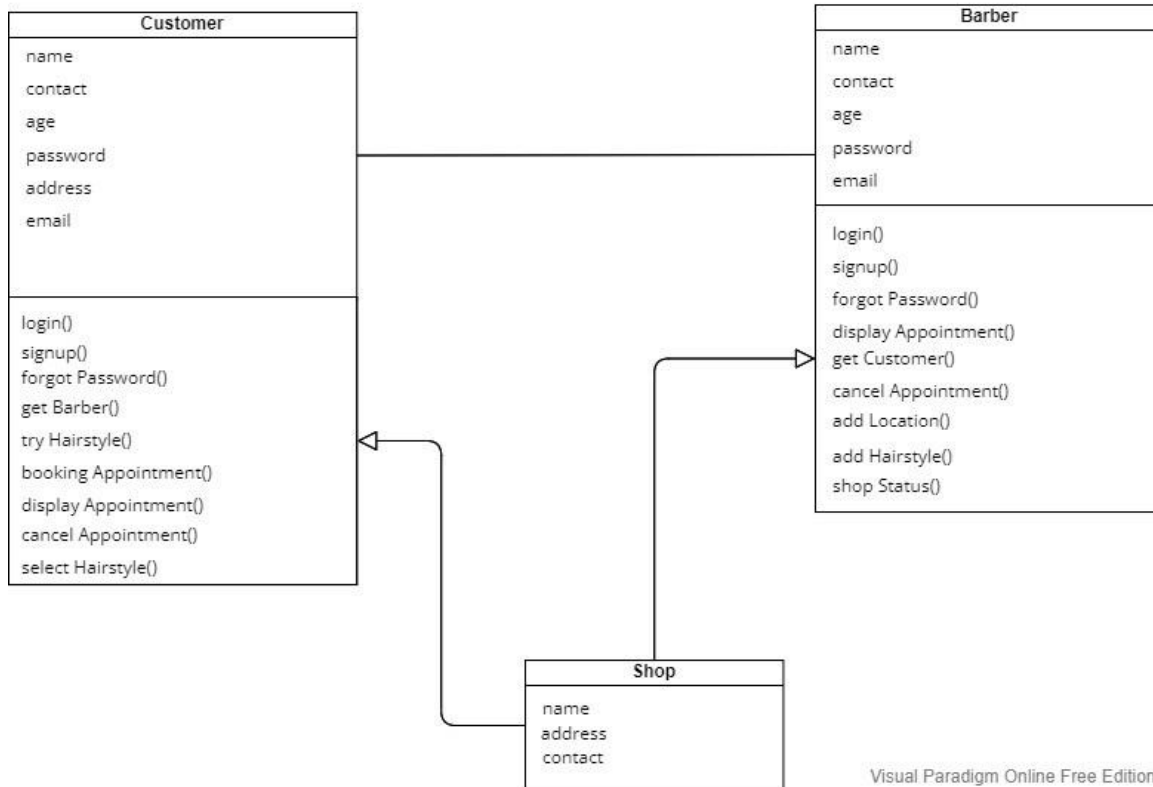 Customer
name
contact
age
password
address
email
login()
signup()
forgot Password()
get Barber()
try Hairstyle()
booking Appointment()
display Appointment()
cancel Appointment()
select Hairstyle()
Barber
name
contact
age
password
email
login()
signup()
forgot Password()
display Appointment()
get Customer()
cancel Appointment()
add Location()
add Hairstyle()
shop Status()
Shop
name
address
contact
Visual Paradigm Online Free Edition